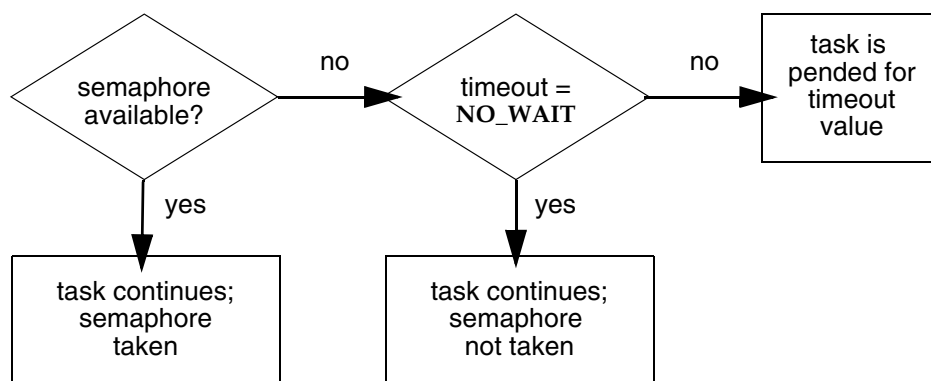 semaphore
available?
no
timeout =
NO_WAIT
no
task is
pended for
timeout
value
yes
yes
task continues;
semaphore
taken
task continues;
semaphore
not taken